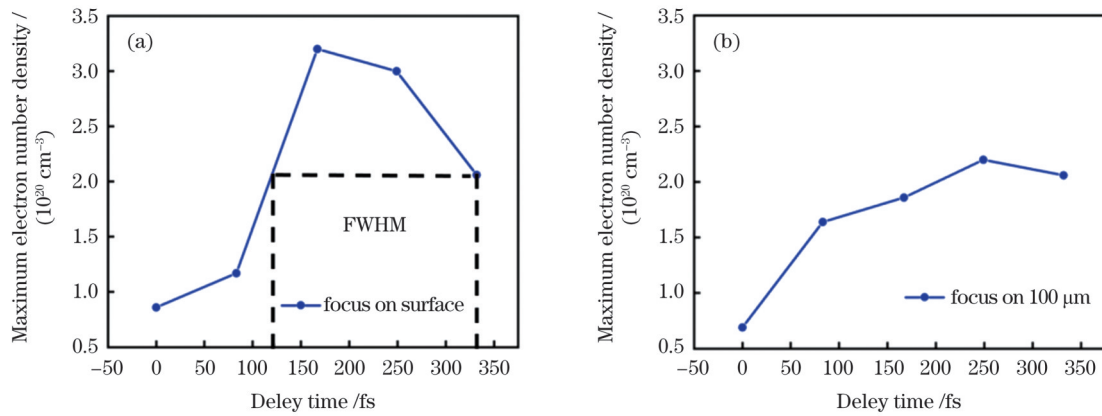 Maximum electron number density /
(10²⁰ cm⁻³)
3.5
3.0
2.5
2.0
1.5
1.0
0.5
(a)
FWHM
focus on surface
−50 0 50 100 150 200 250 300 350
Deley time /fs
Maximum electron number density /
(10²⁰ cm⁻³)
3.5
3.0
2.5
2.0
1.5
1.0
0.5
(b)
focus on 100 μm
−50 0 50 100 150 200 250 300 350
Deley time /fs